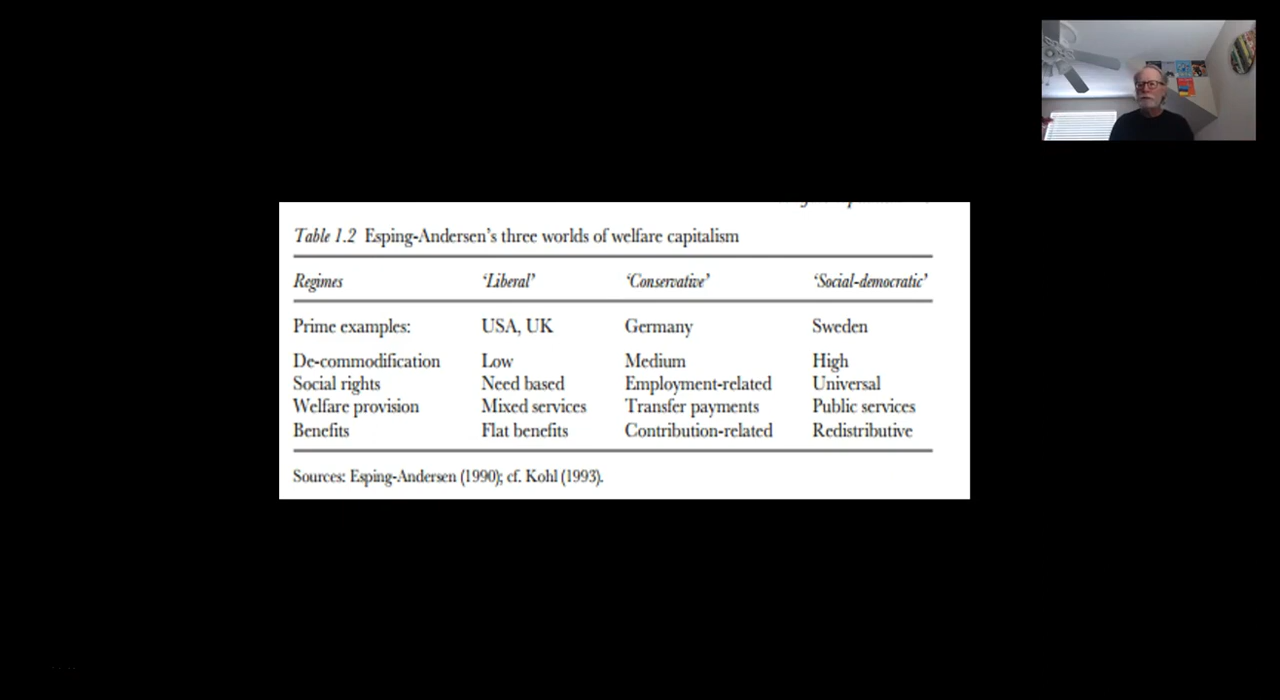 Table 1.2 Esping-Andersen's three worlds of welfare capitalism
Regimes 'Liberal' 'Conservative' 'Social-democratic'
Prime examples: USA, UK Germany Sweden
De-commodification Low Medium High
Social rights Need based Employment-related Universal
Welfare provision Mixed services Transfer payments Public services
Benefits Flat benefits Contribution-related Redistributive
Sources: Esping-Andersen (1990); cf. Kohl (1993).